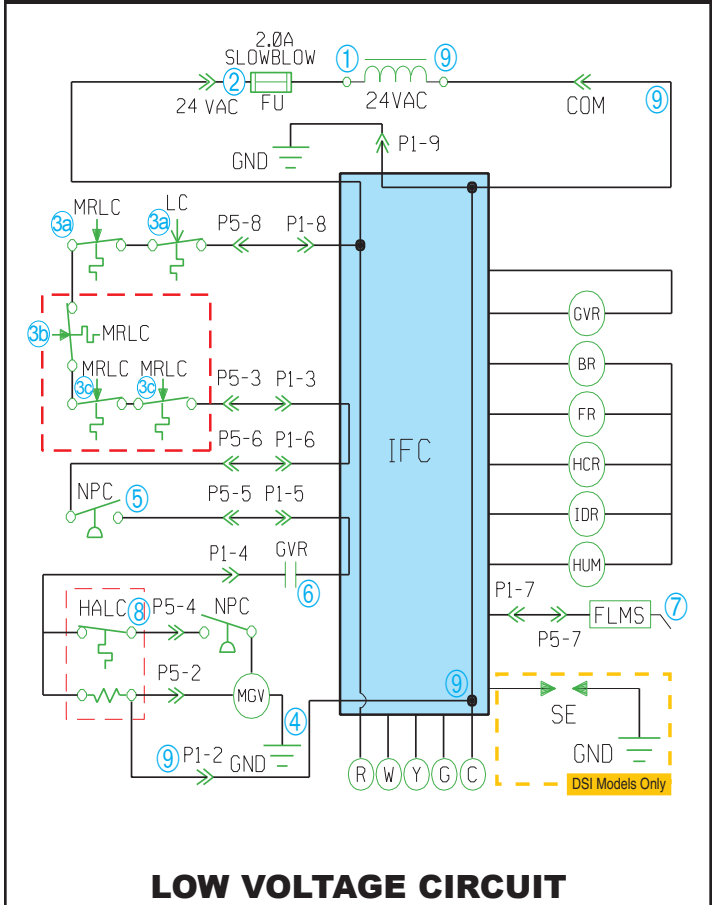 2.0A
SLOWBLOW
1
9
2
24 VAC
FU
24VAC
COM
9
GND
P1-9
MRLC
LC
3a
3a
P5-8
P1-8
3b
MRLC
MRLC
MRLC
3c
3c
P5-3
P1-3
P5-6
P1-6
NPC
5
P5-5
P1-5
P1-4
GVR
6
HALC
8
P5-4
NPC
P5-2
MGV
4
9
P1-2
GND
IFC
9
GVR
BR
FR
HCR
IDR
HUM
P1-7
P5-7
FLMS
7
SE
GND
DSI Models Only
R W Y G C
LOW VOLTAGE CIRCUIT